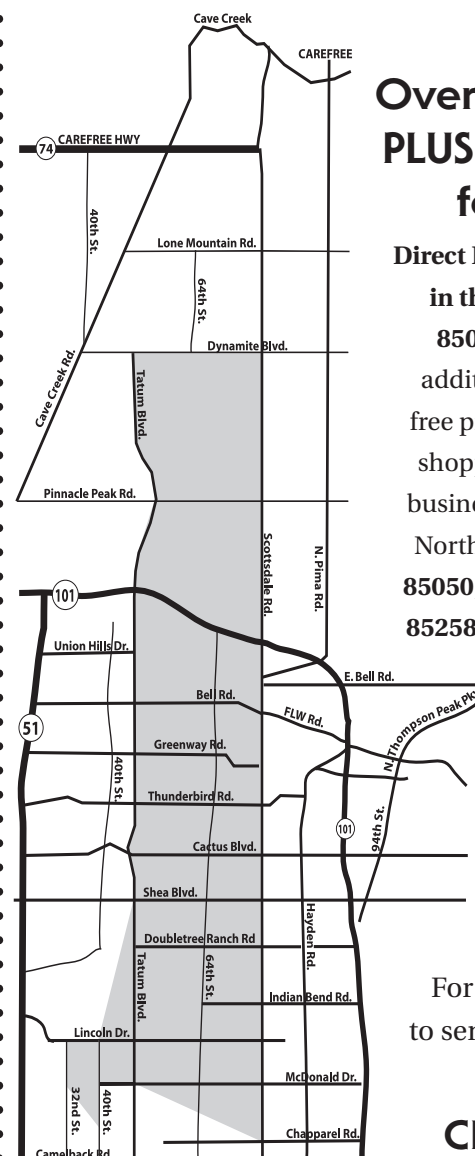 Cave Creek
CAREFREE
74 CAREFREE HWY
40th St.
Lone Mountain Rd.
64th St.
Dynamite Blvd.
Cave Creek Rd.
Tatum Blvd.
Pinnacle Peak Rd.
Scottsdale Rd.
N. Pima Rd.
101
Union Hills Dr.
E. Bell Rd.
Bell Rd.
FLW Rd.
N. Thompson Peak Pk
51
Greenway Rd.
40th St.
Thunderbird Rd.
101
94th St.
Cactus Blvd.
Shea Blvd.
Hayden Rd.
Doubletree Ranch Rd
Tatum Blvd.
64th St.
Indian Bend Rd.
Lincoln Dr.
McDonald Dr.
32nd St.
40th St.
Chapparel Rd.
Camelback Rd.
Over
PLUS
fo
Direct
in th
850
addit
free p
shop
busine
North
85050
85258
For
to ser